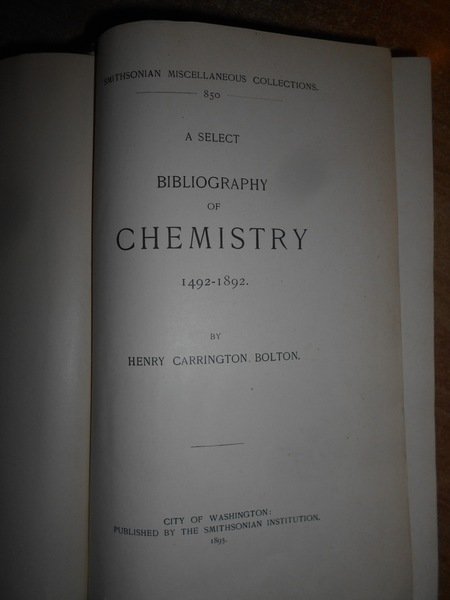 SMITHSONIAN MISCELLANEOUS COLLECTIONS.
850
A SELECT
BIBLIOGRAPHY
OF
CHEMISTRY
1492-1892.
BY
HENRY CARRINGTON BOLTON.
CITY OF WASHINGTON:
PUBLISHED BY THE SMITHSONIAN INSTITUTION.
1893.